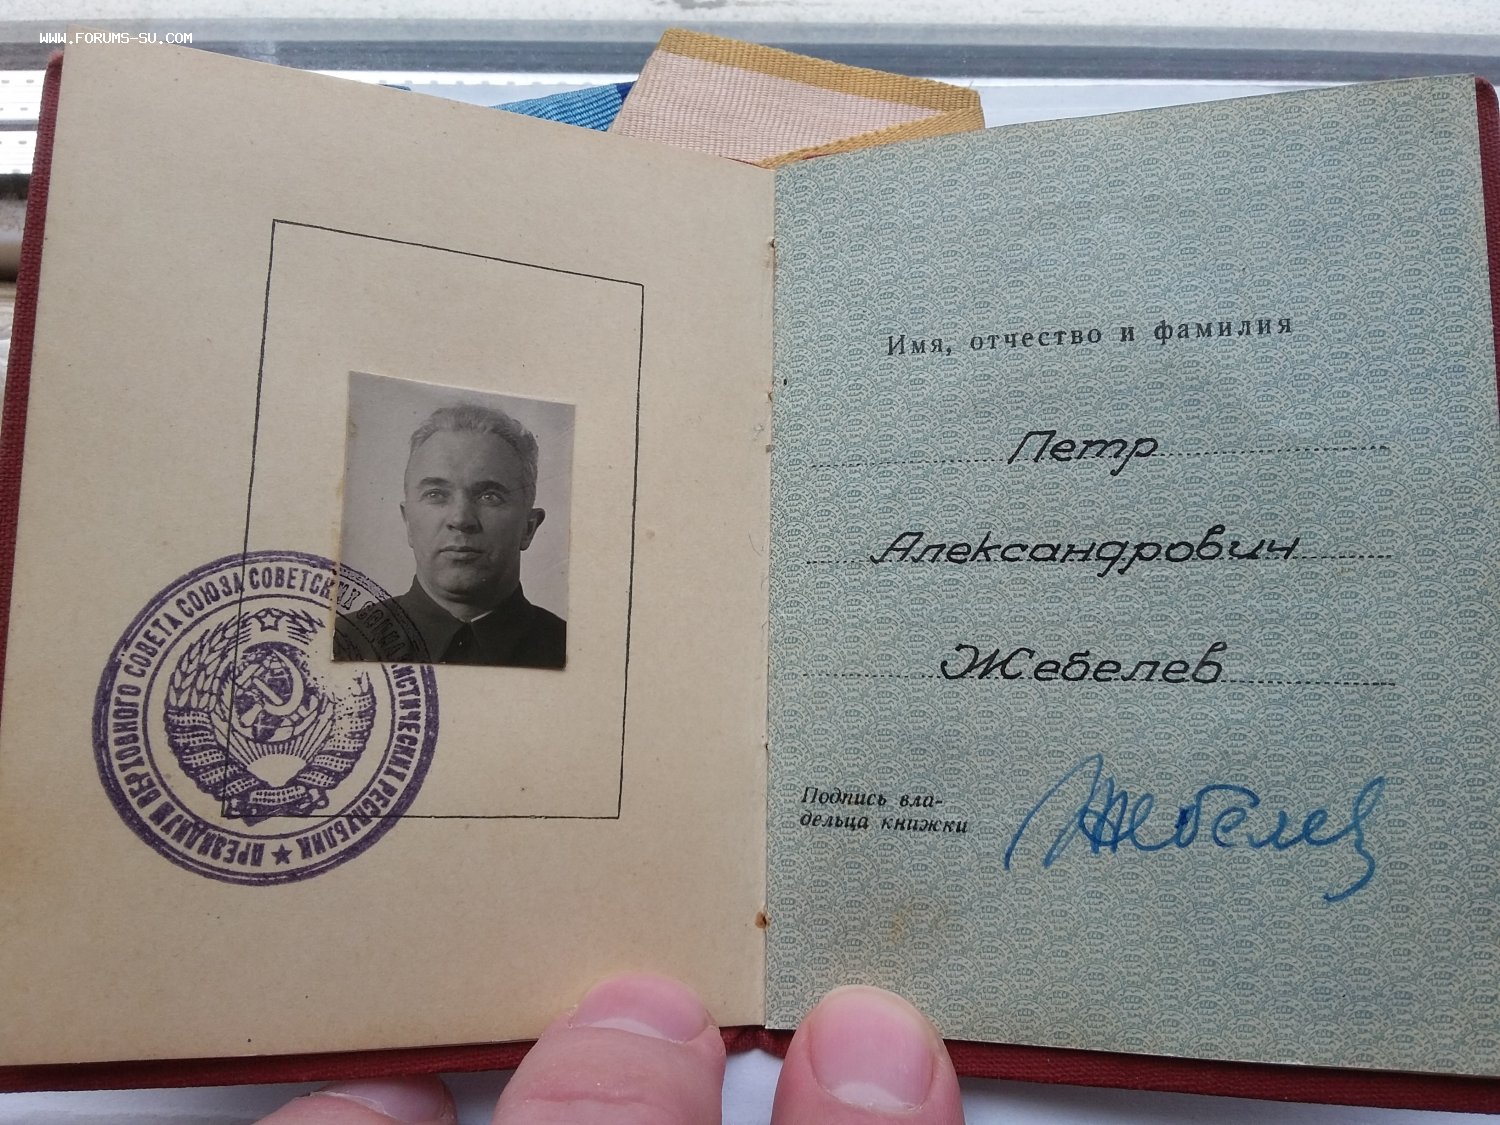 WWW.FORUMS-SU.COM
ПРЕЗИДИУМ ВЕРХОВНОГО СОВЕТА СОЮЗА СОВЕТСКИХ СОЦИАЛИСТИЧЕСКИХ РЕСПУБЛИК ★
Имя, отчество и фамилия
Петр
Александрович
Жебелев
Подпись вла-
дельца книжки
Жебелев